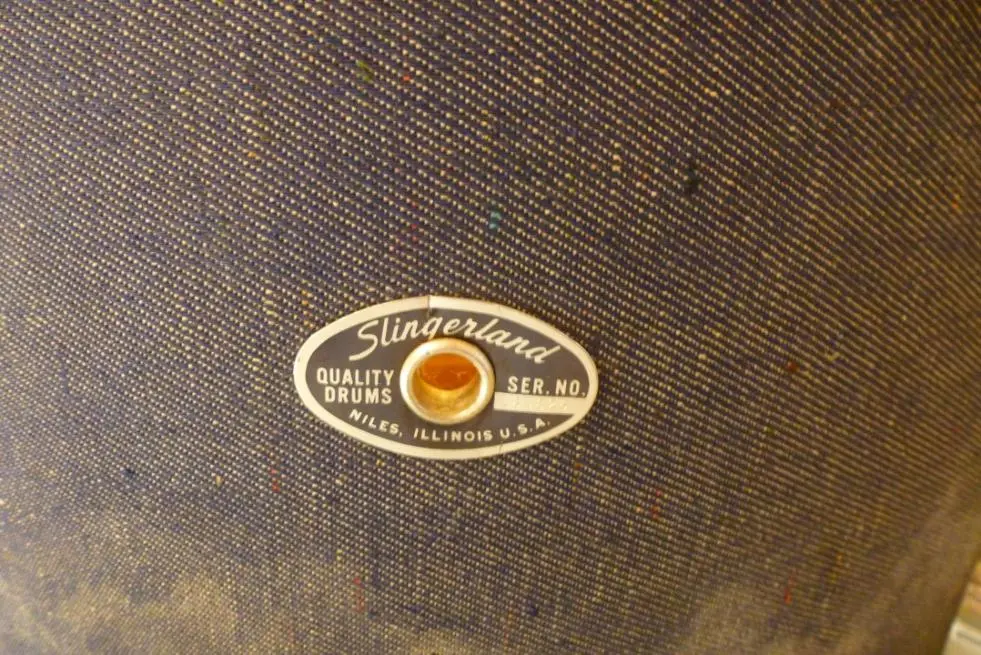 Slingerland
QUALITY
DRUMS
SER. NO.
NILES, ILLINOIS U.S.A.